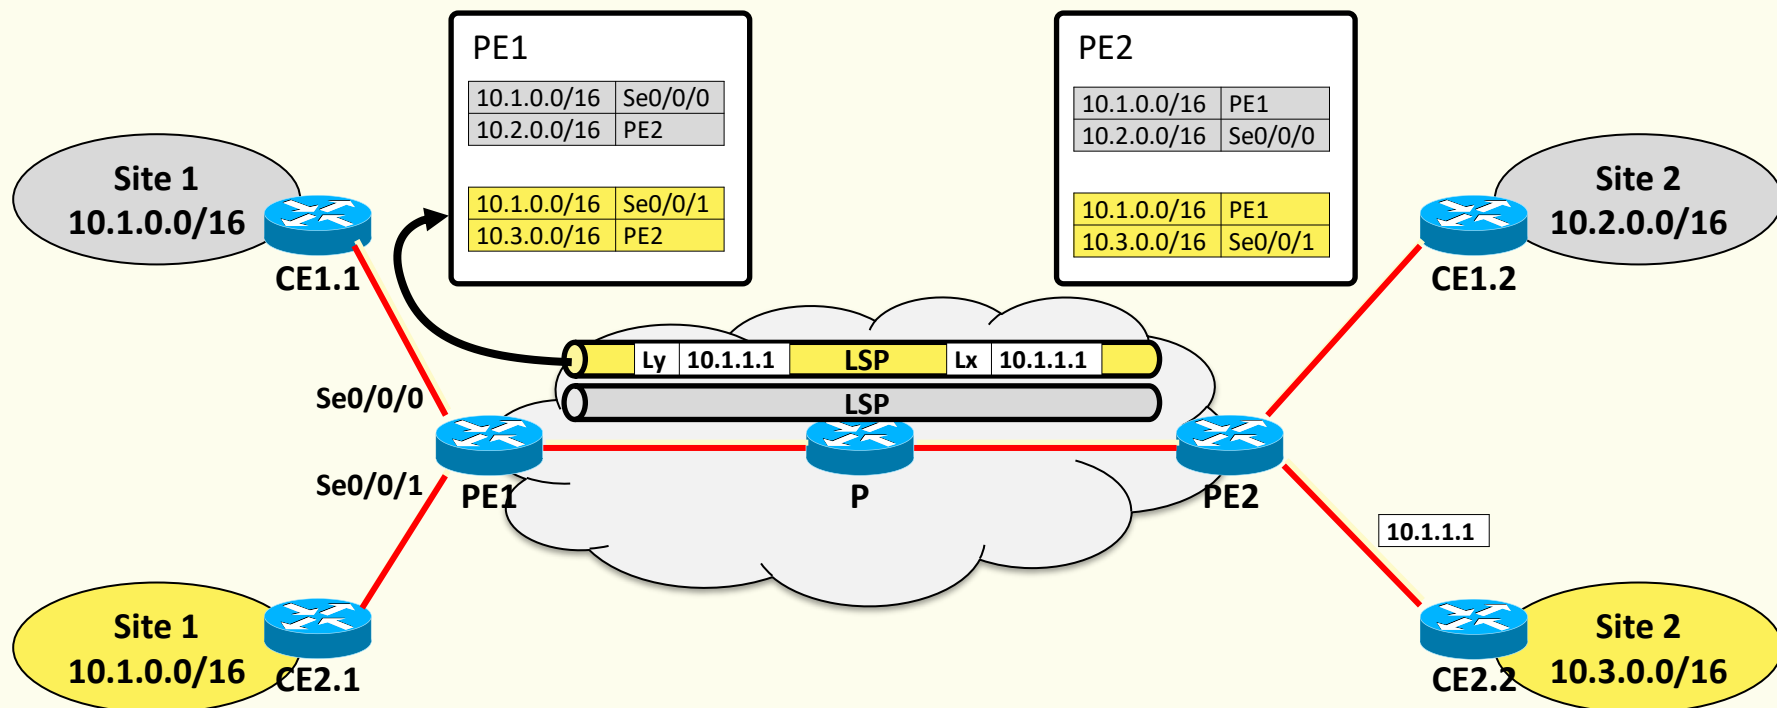 PE1
10.1.0.0/16 Se0/0/0
10.2.0.0/16 PE2
10.1.0.0/16 Se0/0/1
10.3.0.0/16 PE2
PE2
10.1.0.0/16 PE1
10.2.0.0/16 Se0/0/0
10.1.0.0/16 PE1
10.3.0.0/16 Se0/0/1
Site 1
10.1.0.0/16
CE1.1
Site 2
10.2.0.0/16
CE1.2
Ly 10.1.1.1 LSP Lx 10.1.1.1
LSP
Se0/0/0
Se0/0/1
PE1
P
PE2
10.1.1.1
Site 1
10.1.0.0/16
CE2.1
Site 2
10.3.0.0/16
CE2.2